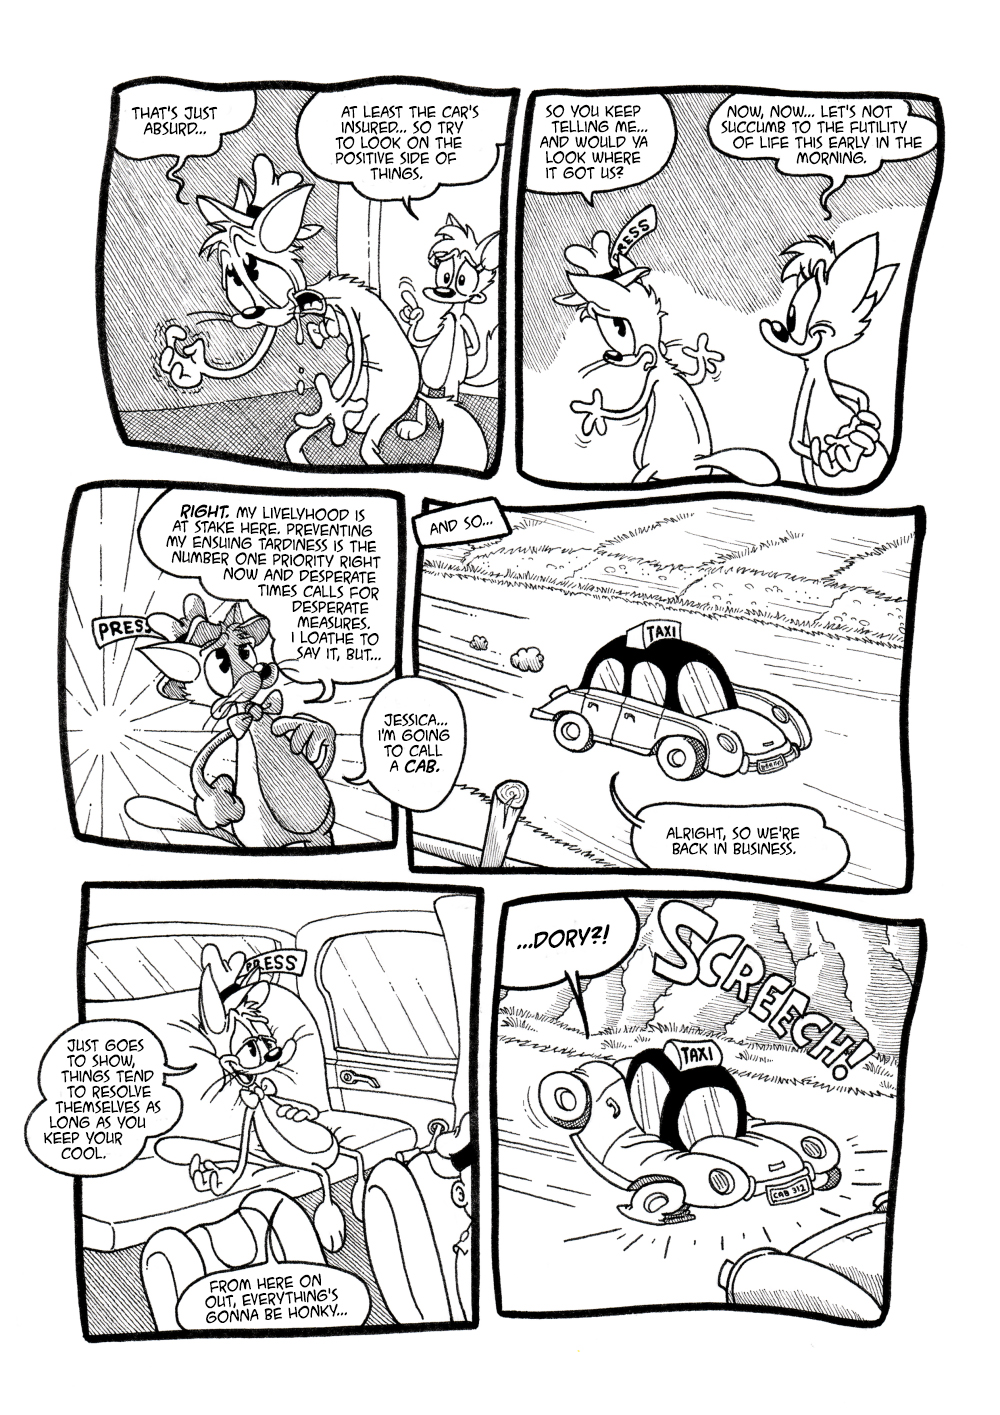 THAT'S JUST
ABSURD...
AT LEAST THE CAR'S
INSURED... SO TRY
TO LOOK ON THE
POSITIVE SIDE OF
THINGS.
SO YOU KEEP
TELLING ME...
AND WOULD YA
LOOK WHERE
IT GOT US?
NOW, NOW... LET'S NOT
SUCCUMB TO THE FUTILITY
OF LIFE THIS EARLY IN THE
MORNING.
RESS
RIGHT. MY LIVELYHOOD IS
AT STAKE HERE. PREVENTING
MY ENSUING TARDINESS IS THE
NUMBER ONE PRIORITY RIGHT
NOW AND DESPERATE
TIMES CALLS FOR
DESPERATE
MEASURES.
I LOATHE TO
SAY IT, BUT...
PRESS
JESSICA...
I'M GOING
TO CALL
A CAB.
AND SO...
TAXI
ALRIGHT, SO WE'RE
BACK IN BUSINESS.
PRESS
JUST GOES
TO SHOW,
THINGS TEND
TO RESOLVE
THEMSELVES AS
LONG AS YOU
KEEP YOUR
COOL.
FROM HERE ON
OUT, EVERYTHING'S
GONNA BE HONKY...
...DORY?!
SCREECH!
TAXI
CAB 312